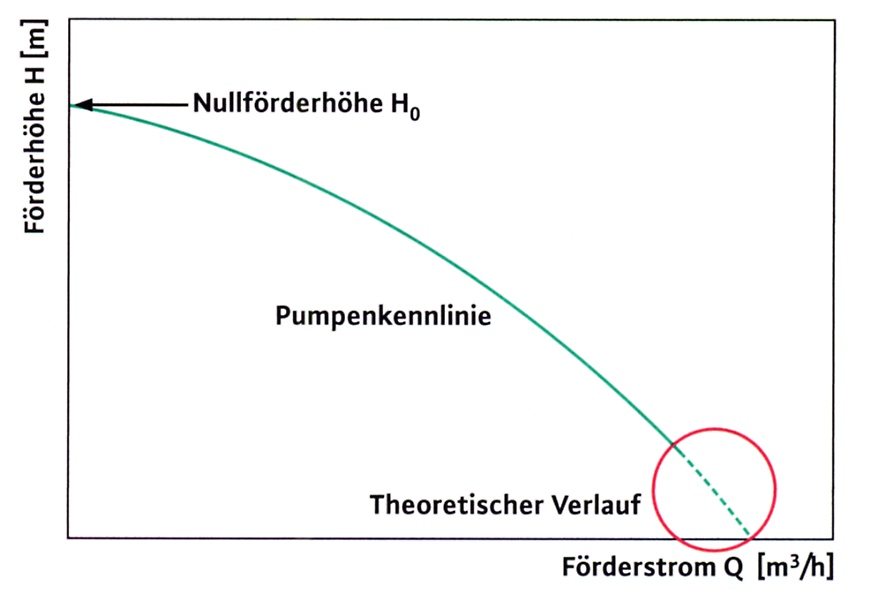 Förderhöhe H [m]
Nullförderhöhe H₀
Pumpenkennlinie
Theoretischer Verlauf
Förderstrom Q [m³/h]